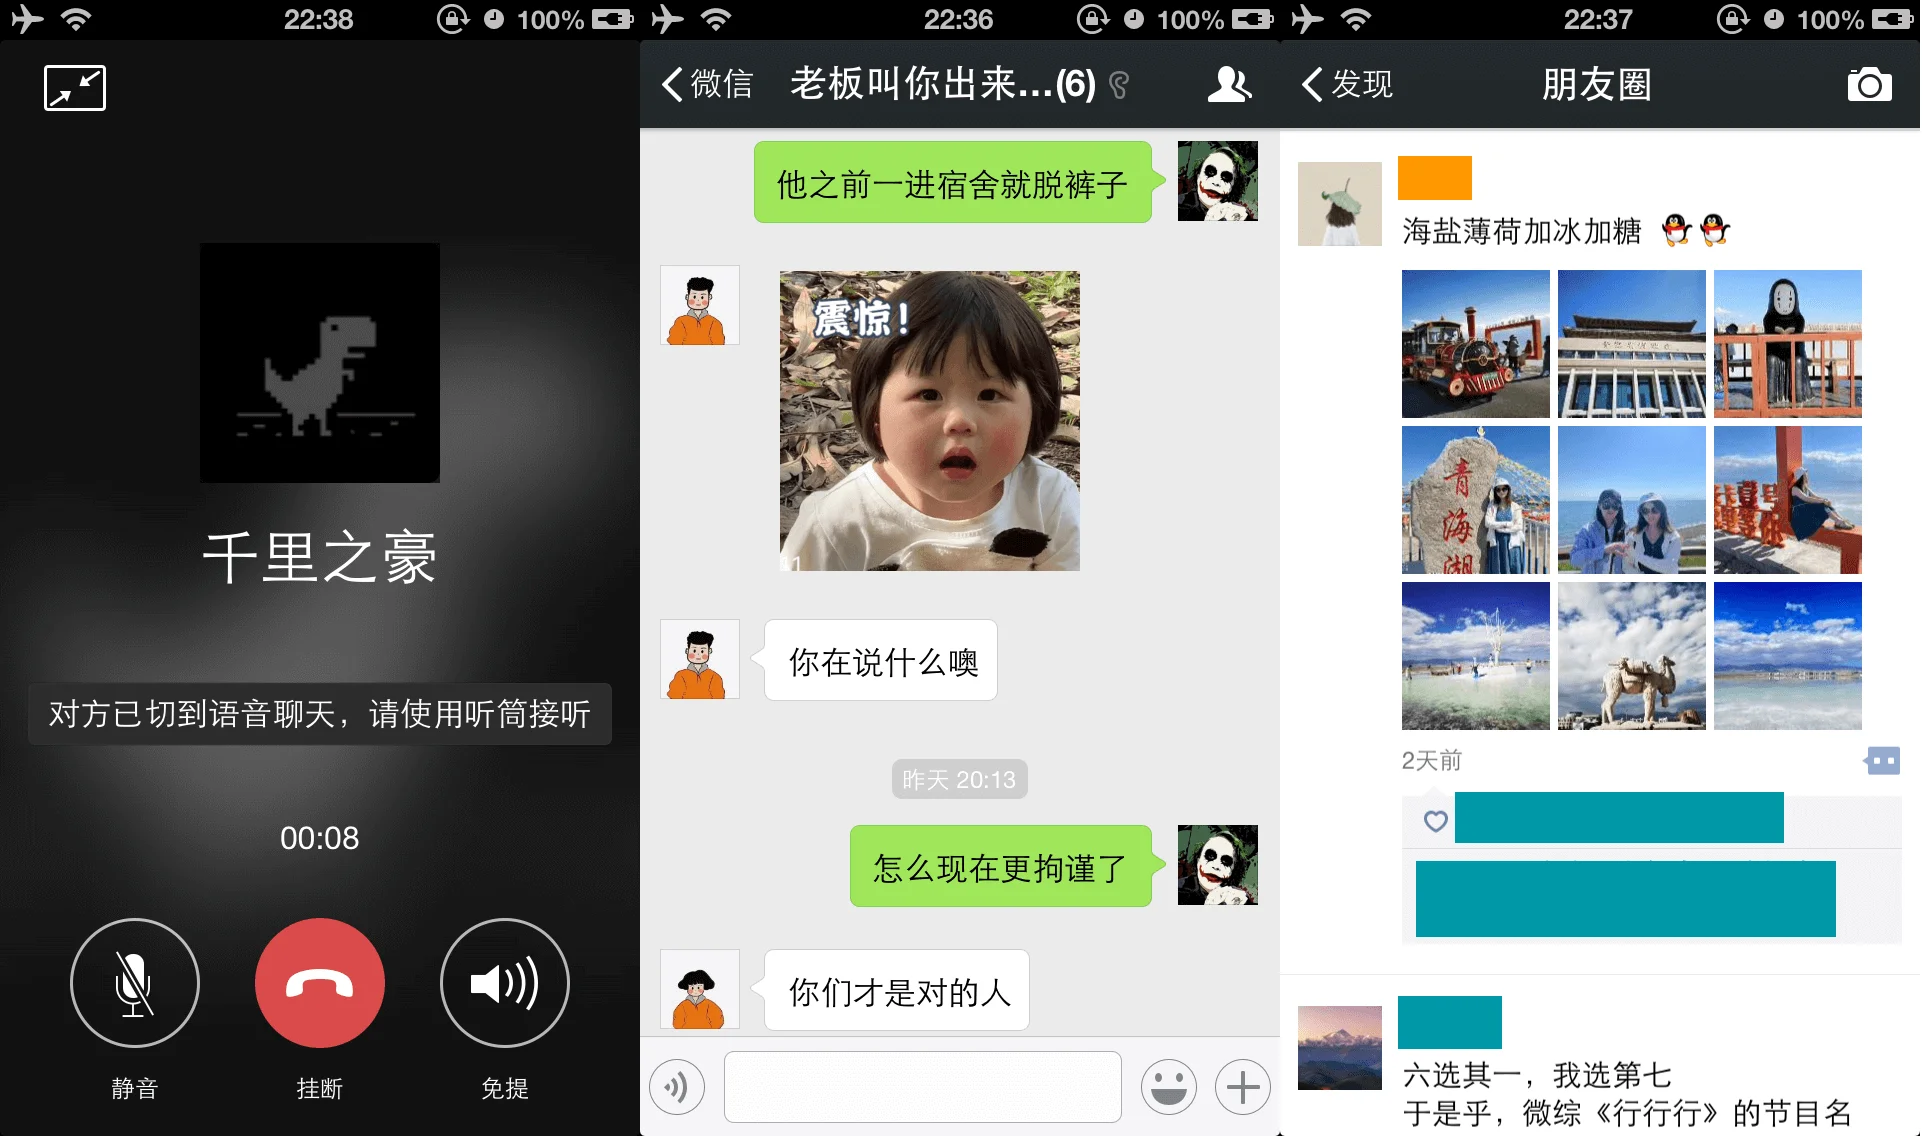 22:38
100%
千里之豪
对方已切到语音聊天，请使用听筒接听
00:08
静音
挂断
免提
22:36
100%
微信
老板叫你出来...(6)
他之前一进宿舍就脱裤子
震惊！
你在说什么噢
昨天 20:13
怎么现在更拘谨了
你们才是对的人
22:37
100%
发现
朋友圈
海盐薄荷加冰加糖
青海湖
2天前
六选其一，我选第七
于是乎，微综《行行行》的节目名